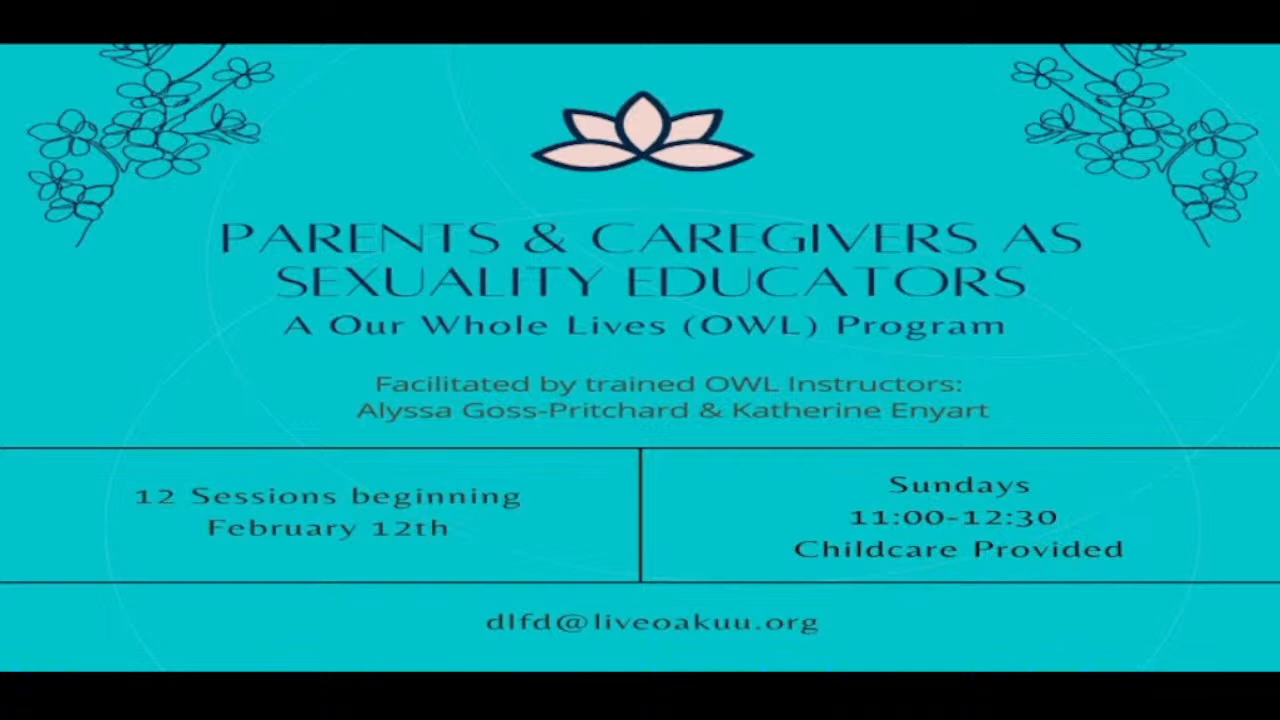 PARENTS & CAREGIVERS AS
SEXUALITY EDUCATORS
A Our Whole Lives (OWL) Program
Facilitated by trained OWL Instructors:
Alyssa Goss-Pritchard & Katherine Enyart
12 Sessions beginning
February 12th
Sundays
11:00-12:30
Childcare Provided
dlfd@liveoakuu.org